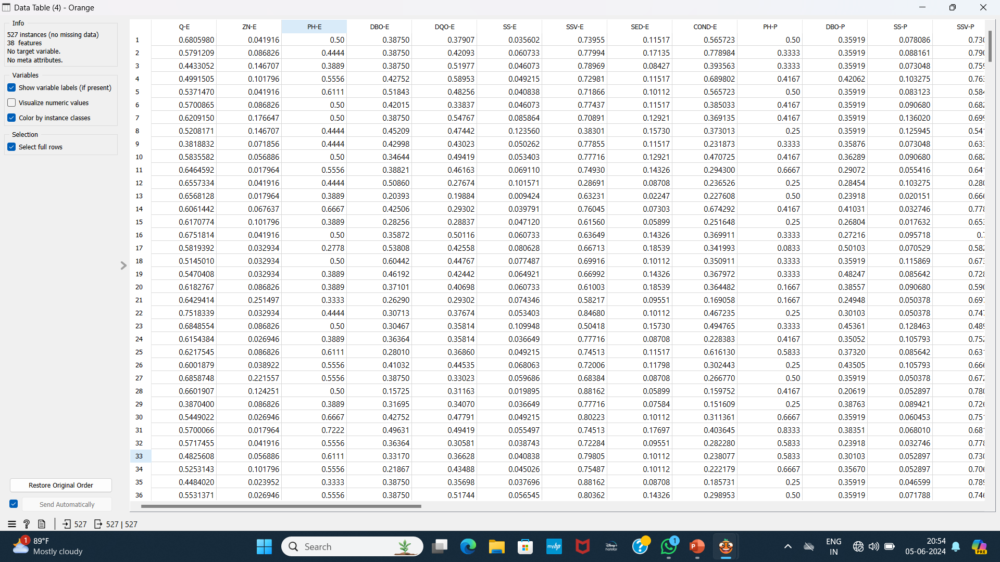 Data Table (4) - Orange
Info
527 instances (no missing data)
38 features
No target variable.
No meta attributes.
Variables
Show variable labels (if present)
Visualize numeric values
Color by instance classes
Selection
Select full rows
Q-E ZN-E PH-E DBO-E DQO-E SS-E SSV-E SED-E COND-E PH-P DBO-P SS-P SSV-P
1 0.6805980 0.041916 0.50 0.38750 0.37907 0.035602 0.73955 0.11517 0.565723 0.50 0.35919 0.078086
2 0.5791209 0.086826 0.4444 0.38750 0.42093 0.060733 0.77994 0.17135 0.778984 0.3333 0.35919 0.088161
3 0.4433052 0.146707 0.3889 0.38750 0.51977 0.046073 0.78969 0.08427 0.393563 0.3333 0.35919 0.073048
4 0.4991505 0.101796 0.5556 0.42752 0.58953 0.049215 0.72981 0.11517 0.689802 0.4167 0.42062 0.103275
5 0.5371470 0.041916 0.6111 0.51843 0.48256 0.040838 0.71866 0.10112 0.565723 0.50 0.35919 0.083123
6 0.5700865 0.086826 0.50 0.42015 0.33837 0.046073 0.77437 0.11517 0.385033 0.4167 0.35919 0.090680
7 0.6209150 0.176647 0.50 0.38750 0.54767 0.085864 0.70891 0.12921 0.369135 0.4167 0.35919 0.136020
8 0.5208171 0.146707 0.4444 0.45209 0.47442 0.123560 0.38301 0.15730 0.373013 0.25 0.35919 0.125945
9 0.3818832 0.071856 0.4444 0.42998 0.43023 0.050262 0.77855 0.11517 0.231873 0.3333 0.35876 0.073048
10 0.5835582 0.056886 0.50 0.34644 0.49419 0.053403 0.77716 0.12921 0.470725 0.4167 0.36289 0.090680
11 0.6464592 0.017964 0.5556 0.38821 0.46163 0.069110 0.74930 0.14326 0.294300 0.6667 0.29072 0.055416
12 0.6557334 0.041916 0.4444 0.50860 0.27674 0.101571 0.28691 0.08708 0.236526 0.25 0.28454 0.103275
13 0.6568128 0.017964 0.3889 0.20393 0.19884 0.009424 0.63231 0.02247 0.227608 0.50 0.23918 0.020151
14 0.6061442 0.067637 0.6667 0.42506 0.29302 0.039791 0.76045 0.07303 0.674292 0.4167 0.41031 0.032746
15 0.6170774 0.101796 0.3889 0.28256 0.28837 0.047120 0.61560 0.05899 0.251648 0.25 0.26804 0.017632
16 0.6751814 0.041916 0.50 0.35872 0.50116 0.060733 0.63649 0.14326 0.369911 0.3333 0.27216 0.095718
17 0.5819392 0.032934 0.2778 0.53808 0.42558 0.080628 0.66713 0.18539 0.341993 0.0833 0.50103 0.070529
18 0.5145010 0.032934 0.50 0.60442 0.44767 0.077487 0.69916 0.10112 0.350911 0.3333 0.35919 0.115869
19 0.5470408 0.032934 0.3889 0.46192 0.42442 0.064921 0.66992 0.14326 0.367972 0.3333 0.48247 0.085642
20 0.6182767 0.086826 0.3889 0.37101 0.40698 0.060733 0.61003 0.18539 0.364482 0.1667 0.38557 0.090680
21 0.6429414 0.251497 0.3333 0.26290 0.29302 0.074346 0.58217 0.09551 0.169058 0.1667 0.24948 0.050378
22 0.7518339 0.032934 0.4444 0.30713 0.37674 0.053403 0.84680 0.10112 0.467235 0.25 0.30103 0.050378
23 0.6848554 0.086826 0.50 0.30467 0.35814 0.109948 0.50418 0.15730 0.494765 0.3333 0.45361 0.128463
24 0.6154384 0.026946 0.3889 0.36364 0.35814 0.036649 0.77716 0.08708 0.228383 0.4167 0.35052 0.105793
25 0.6217545 0.086826 0.6111 0.28010 0.36860 0.049215 0.74513 0.11517 0.616130 0.5833 0.37320 0.085642
26 0.6001879 0.038922 0.5556 0.41032 0.44535 0.068063 0.72006 0.11798 0.302443 0.25 0.43505 0.105793
27 0.6858748 0.221557 0.5556 0.38750 0.33023 0.059686 0.68384 0.08708 0.266770 0.50 0.35919 0.050378
28 0.6601907 0.124251 0.50 0.15725 0.31163 0.019895 0.88162 0.05899 0.159752 0.4167 0.20619 0.052897
29 0.3870400 0.086826 0.3889 0.31695 0.34070 0.036649 0.77716 0.07584 0.151609 0.25 0.38763 0.089421
30 0.5449022 0.026946 0.6667 0.42752 0.47791 0.049215 0.80223 0.10112 0.311361 0.6667 0.35919 0.060453
31 0.5700066 0.017964 0.7222 0.49631 0.49419 0.055497 0.74513 0.17697 0.403645 0.8333 0.38351 0.068010
32 0.5717455 0.041916 0.5556 0.36364 0.30581 0.038743 0.72284 0.09551 0.282280 0.5833 0.23918 0.032746
33 0.4825608 0.056886 0.6111 0.33170 0.36628 0.040838 0.79805 0.10112 0.238077 0.5833 0.30103 0.052897
34 0.5253143 0.101796 0.5556 0.21867 0.43488 0.045026 0.75487 0.10112 0.222179 0.6667 0.35670 0.052897
35 0.4484020 0.023952 0.3333 0.38750 0.35698 0.037696 0.88162 0.08708 0.185731 0.25 0.35919 0.046599
36 0.5531371 0.026946 0.5556 0.38750 0.51744 0.056545 0.80362 0.14326 0.298953 0.50 0.35919 0.071788
Restore Original Order
Send Automatically
527 527 | 527
1
89°F
Mostly cloudy
Search
myhp
Disney+ hotstar
1
P
ENG
IN
20:54
05-06-2024
PRE